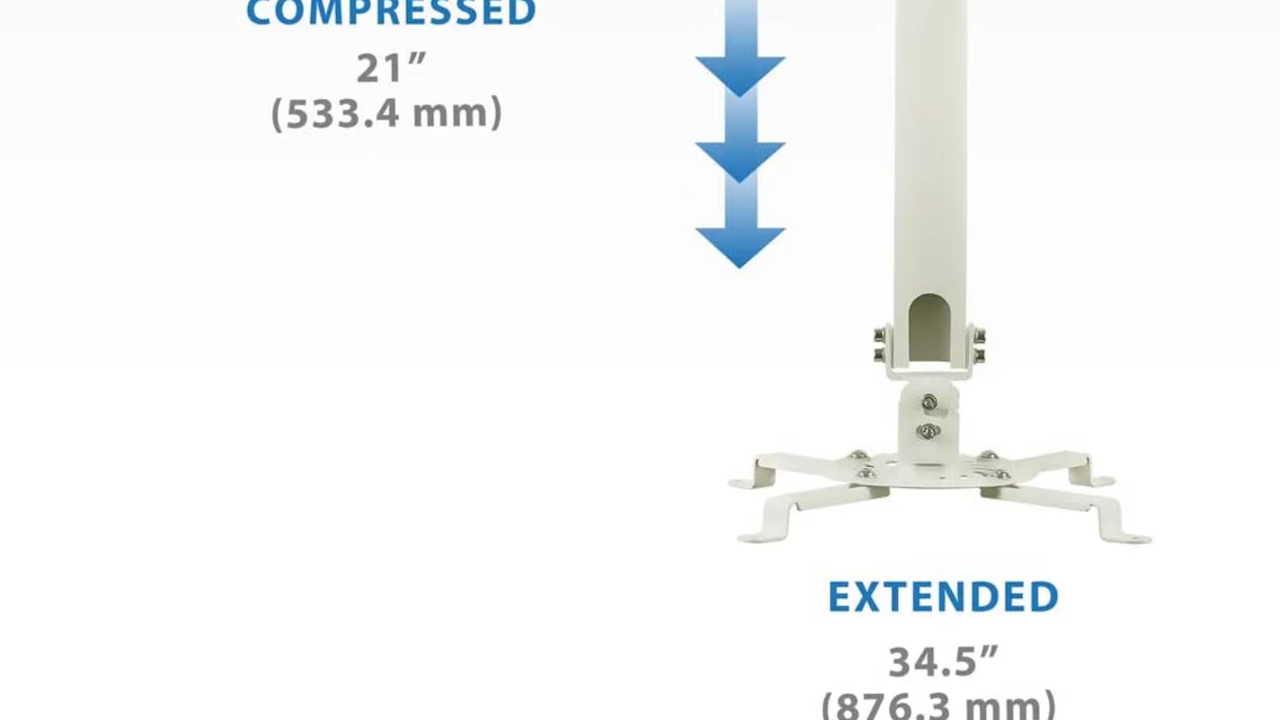 COMPRESSED
21”
(533.4 mm)
EXTENDED
34.5”
(876.3 mm)